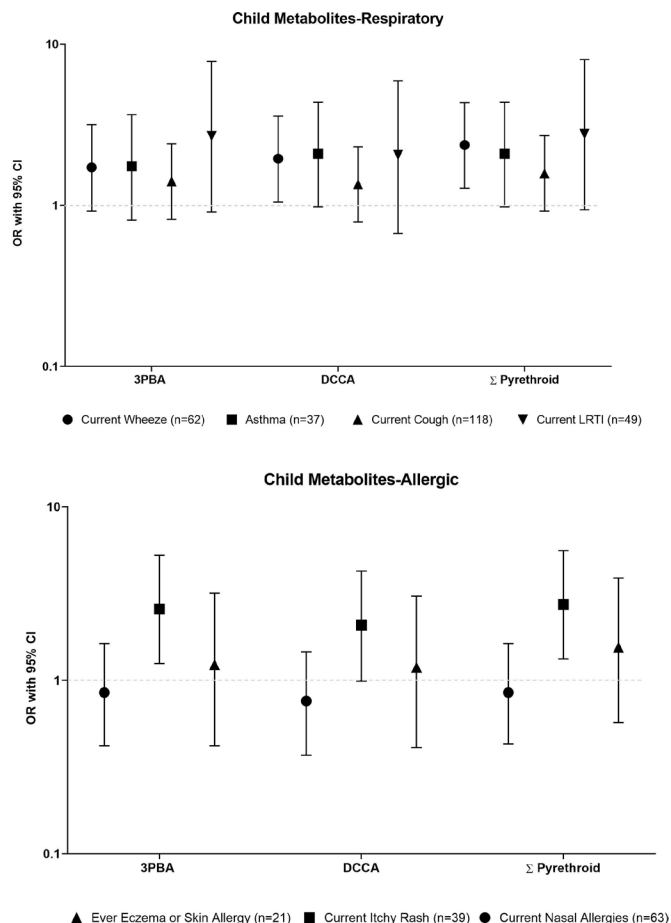 Child Metabolites-Respiratory
10
1
0.1
OR with 95% CI
3PBA
DCCA
Σ Pyrethroid
Current Wheeze (n=62)
Asthma (n=37)
Current Cough (n=118)
Current LRTI (n=49)
Child Metabolites-Allergic
10
1
0.1
OR with 95% CI
3PBA
DCCA
Σ Pyrethroid
Ever Eczema or Skin Allergy (n=21)
Current Itchy Rash (n=39)
Current Nasal Allergies (n=63)